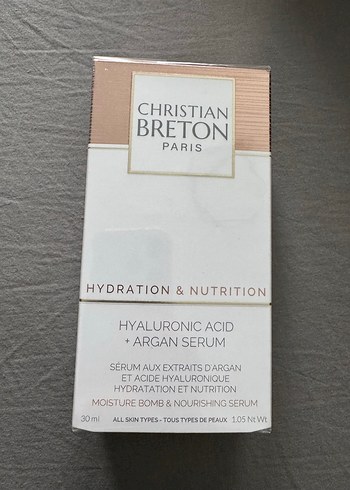 CHRISTIAN
BRETON
PARIS
HYDRATION & NUTRITION
HYALURONIC ACID
+ ARGAN SERUM
SÉRUM AUX EXTRAITS D'ARGAN
ET ACIDE HYALURONIQUE
HYDRATATION ET NUTRITION
MOISTURE BOMB & NOURISHING SERUM
30 ml ALL SKIN TYPES - TOUS TYPES DE PEAUX 1.05 Nt Wt